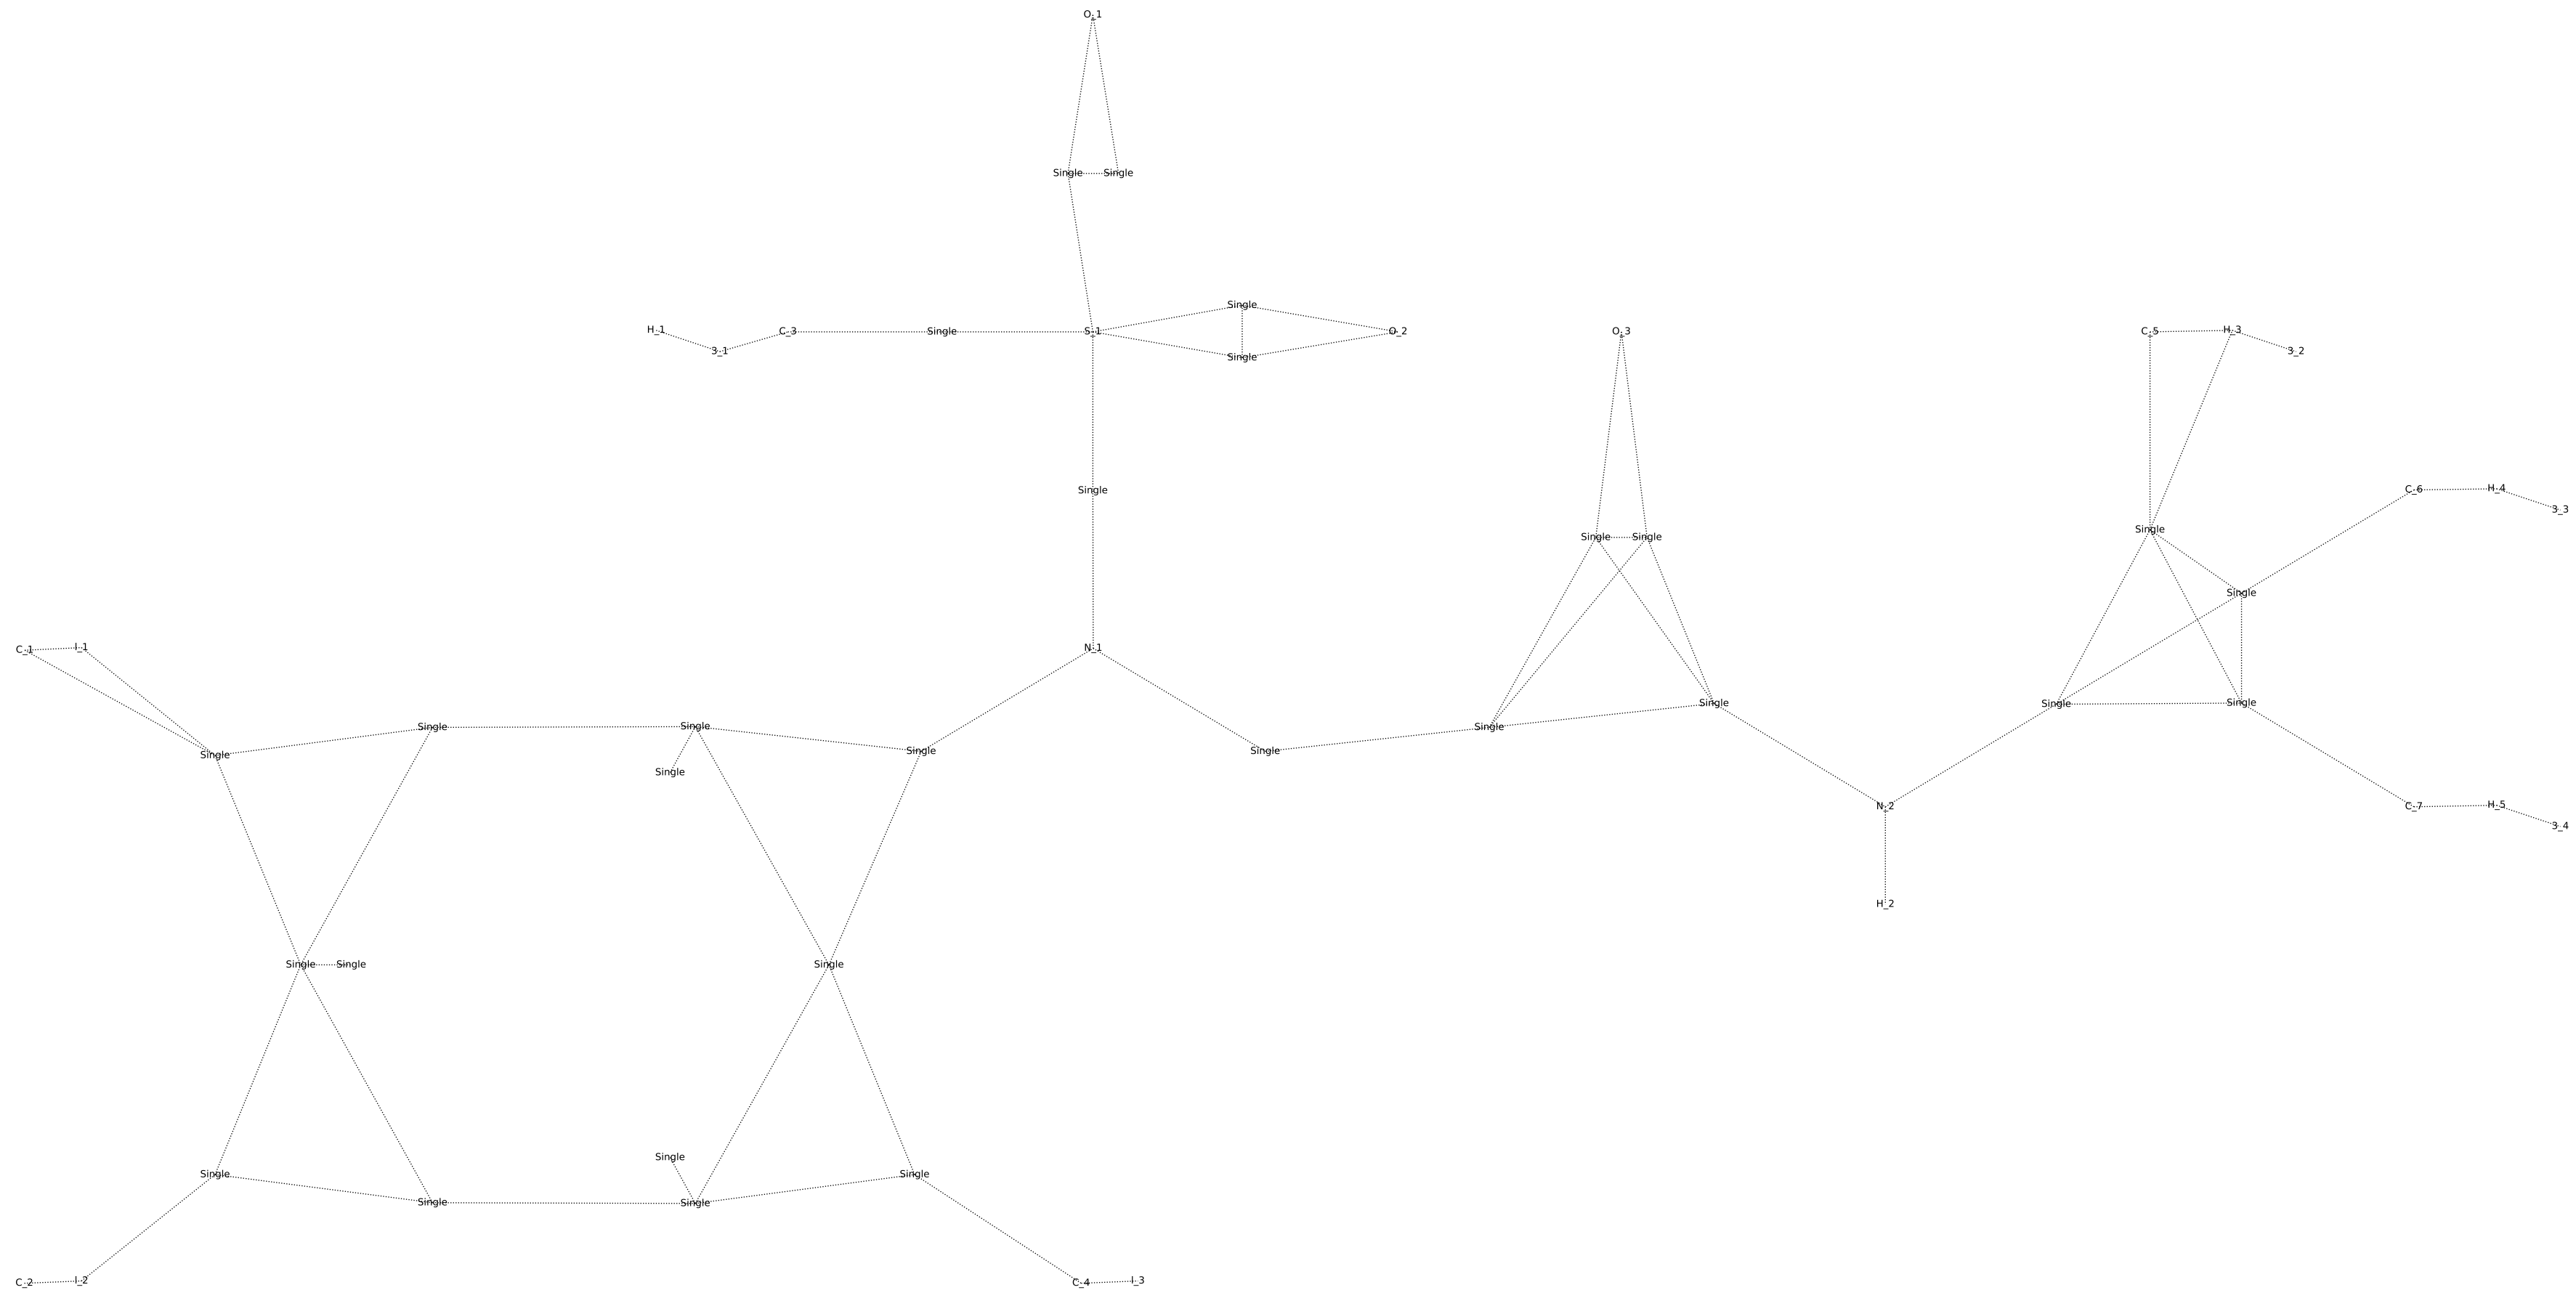 O_1
Single Single
Single
H_1 3_1 C_3 Single S_1 O_2 O_3 C_5 H_3 3_2
Single
Single C_6 H_4 3_3
Single
Single Single
Single
C_1 I_1 N_1
Single Single
Single Single Single
Single Single
Single Single Single
Single
N_2 C_7 H_5 3_4
H_2
Single Single Single
Single
Single Single
Single Single
C_2 I_2 C_4 I_3